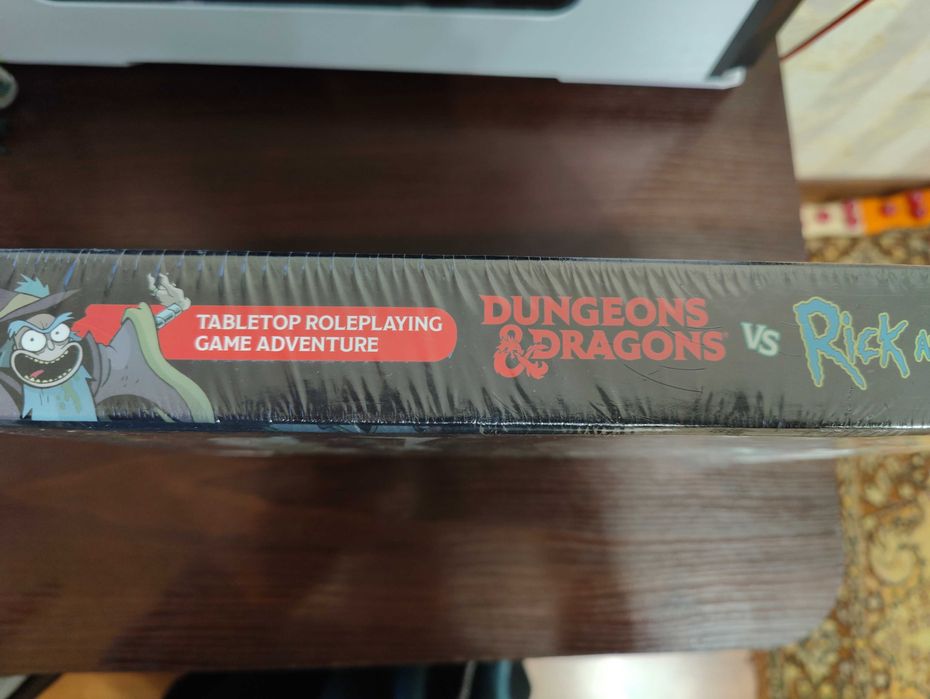 TABLETOP ROLEPLAYING
GAME ADVENTURE
DUNGEONS
& DRAGONS
VS
RICK A